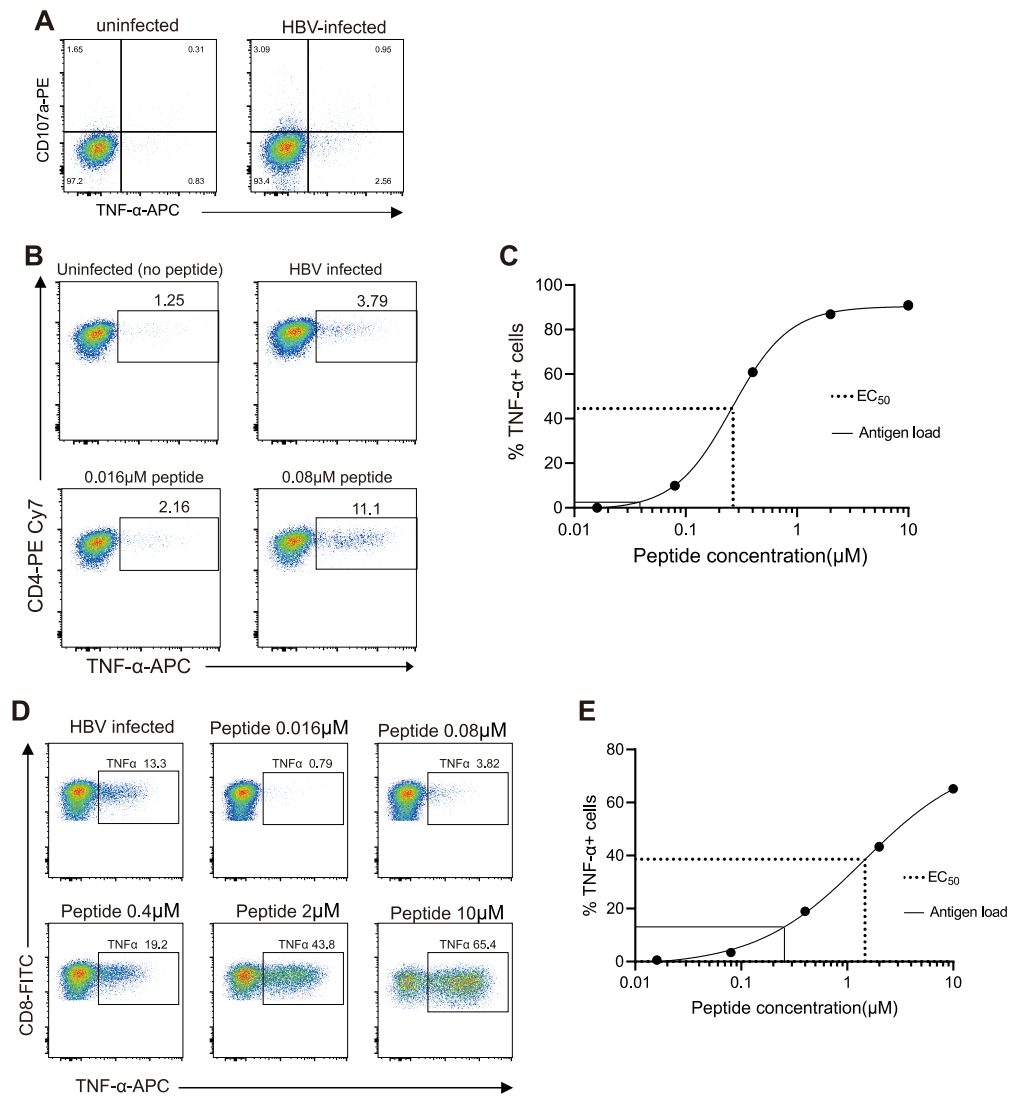 A
uninfected
HBV-infected
CD107a-PE
1.65
0.31
97.2
0.83
3.09
0.95
93.4
2.56
TNF-α-APC
B
Uninfected (no peptide)
HBV infected
1.25
3.79
0.016µM peptide
0.08µM peptide
2.16
11.1
CD4-PE Cy7
TNF-α-APC
C
% TNF-α+ cells
100
80
60
40
20
0
0.01
0.1
1
10
Peptide concentration(µM)
EC50
Antigen load
D
HBV infected
Peptide 0.016µM
Peptide 0.08µM
TNFα 13.3
TNFα 0.79
TNFα 3.82
Peptide 0.4µM
Peptide 2µM
Peptide 10µM
TNFα 19.2
TNFα 43.8
TNFα 65.4
CD8-FITC
TNF-α-APC
E
% TNF-α+ cells
80
60
40
20
0
0.01
0.1
1
10
Peptide concentration(µM)
EC50
Antigen load